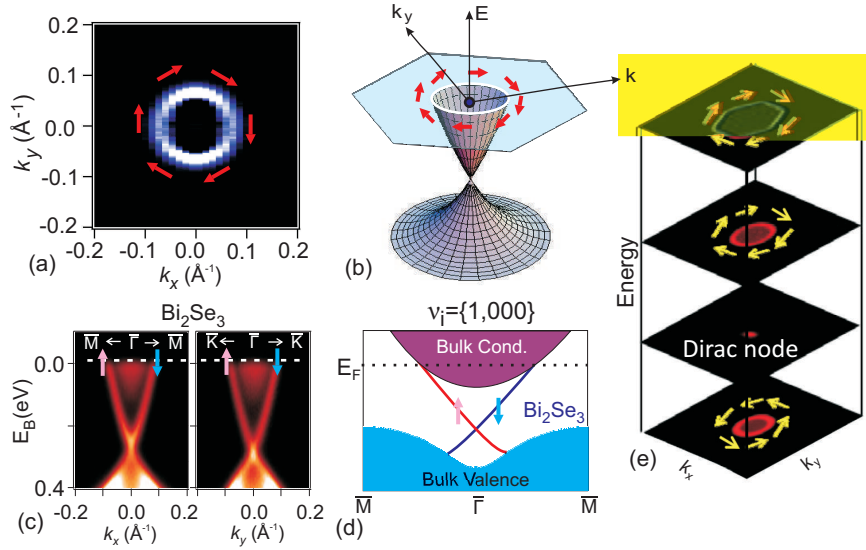 0.2
0.1
0.0
-0.1
-0.2
k_y (Å⁻¹)
-0.2 -0.1 0.0 0.1 0.2
k_x (Å⁻¹)
(a)
k_y
E
k
(b)
Energy
Dirac node
k_x
k_y
(e)
Bi₂Se₃
M̅ ← Γ̅ → M̅
K̅ ← Γ̅ → K̅
0.0
0.4
E_B(eV)
-0.2 0.0 0.2
k_x (Å⁻¹)
-0.2 0.0 0.2
k_y (Å⁻¹)
(c)
ν_i={1,000}
Bulk Cond.
E_F
Bi₂Se₃
Bulk Valence
M̅ Γ̅ M̅
(d)